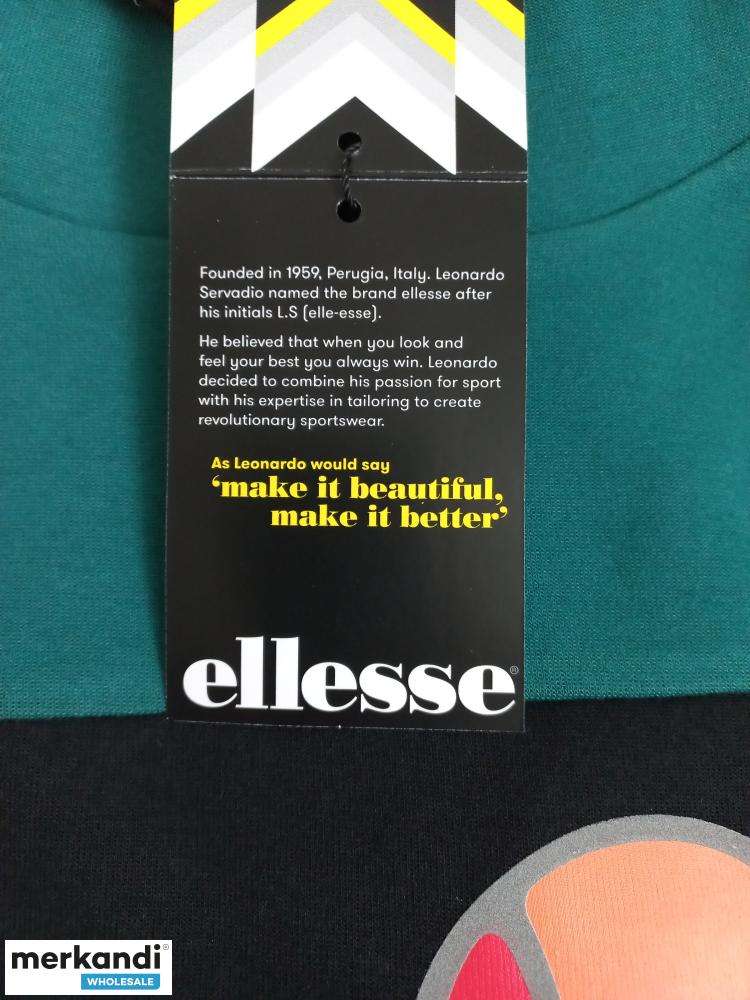 Founded in 1959, Perugia, Italy. Leonardo
Servadio named the brand ellesse after
his initials L.S (elle-esse).
He believed that when you look and
feel your best you always win. Leonardo
decided to combine his passion for sport
with his expertise in tailoring to create
revolutionary sportswear.
As Leonardo would say
‘make it beautiful,
make it better’
ellesse®
merkandi®
WHOLESALE